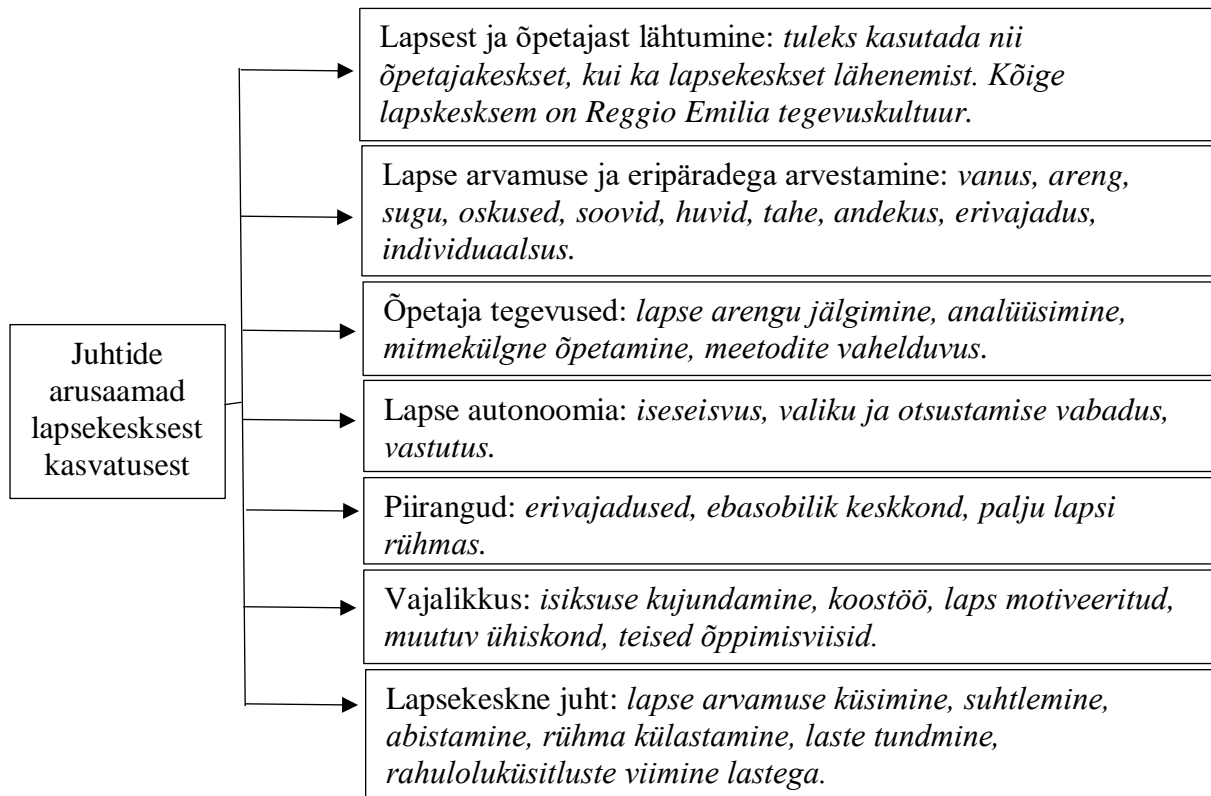 Lapsest ja õpetajast lähtumine: tuleks kasutada nii
õpetajakeskset, kui ka lapsekeskset lähenemist. Kõige
lapskesksem on Reggio Emilia tegevuskultuur.
Lapse arvamuse ja eripäradega arvestamine: vanus, areng,
sugu, oskused, soovid, huvid, tahe, andekus, erivajadus,
individuaalsus.
Õpetaja tegevused: lapse arengu jälgimine, analüüsimine,
mitmekülgne õpetamine, meetodite vahelduvus.
Juhtide
arusaamad
lapsekesksest
kasvatusest
Lapse autonoomia: iseseisvus, valiku ja otsustamise vabadus,
vastutus.
Piirangud: erivajadused, ebasobilik keskkond, palju lapsi
rühmas.
Vajalikkus: isiksuse kujundamine, koostöö, laps motiveeritud,
muutuv ühiskond, teised õppimisviisid.
Lapsekeskne juht: lapse arvamuse küsimine, suhtlemine,
abistamine, rühma külastamine, laste tundmine,
rahuloluküsitluste viimine lastega.